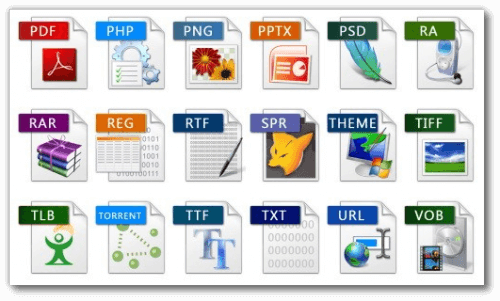 PDF PHP PNG PPTX PSD RA
RAR REG RTF SPR THEME TIFF
TLB TORRENT TTF TXT URL VOB